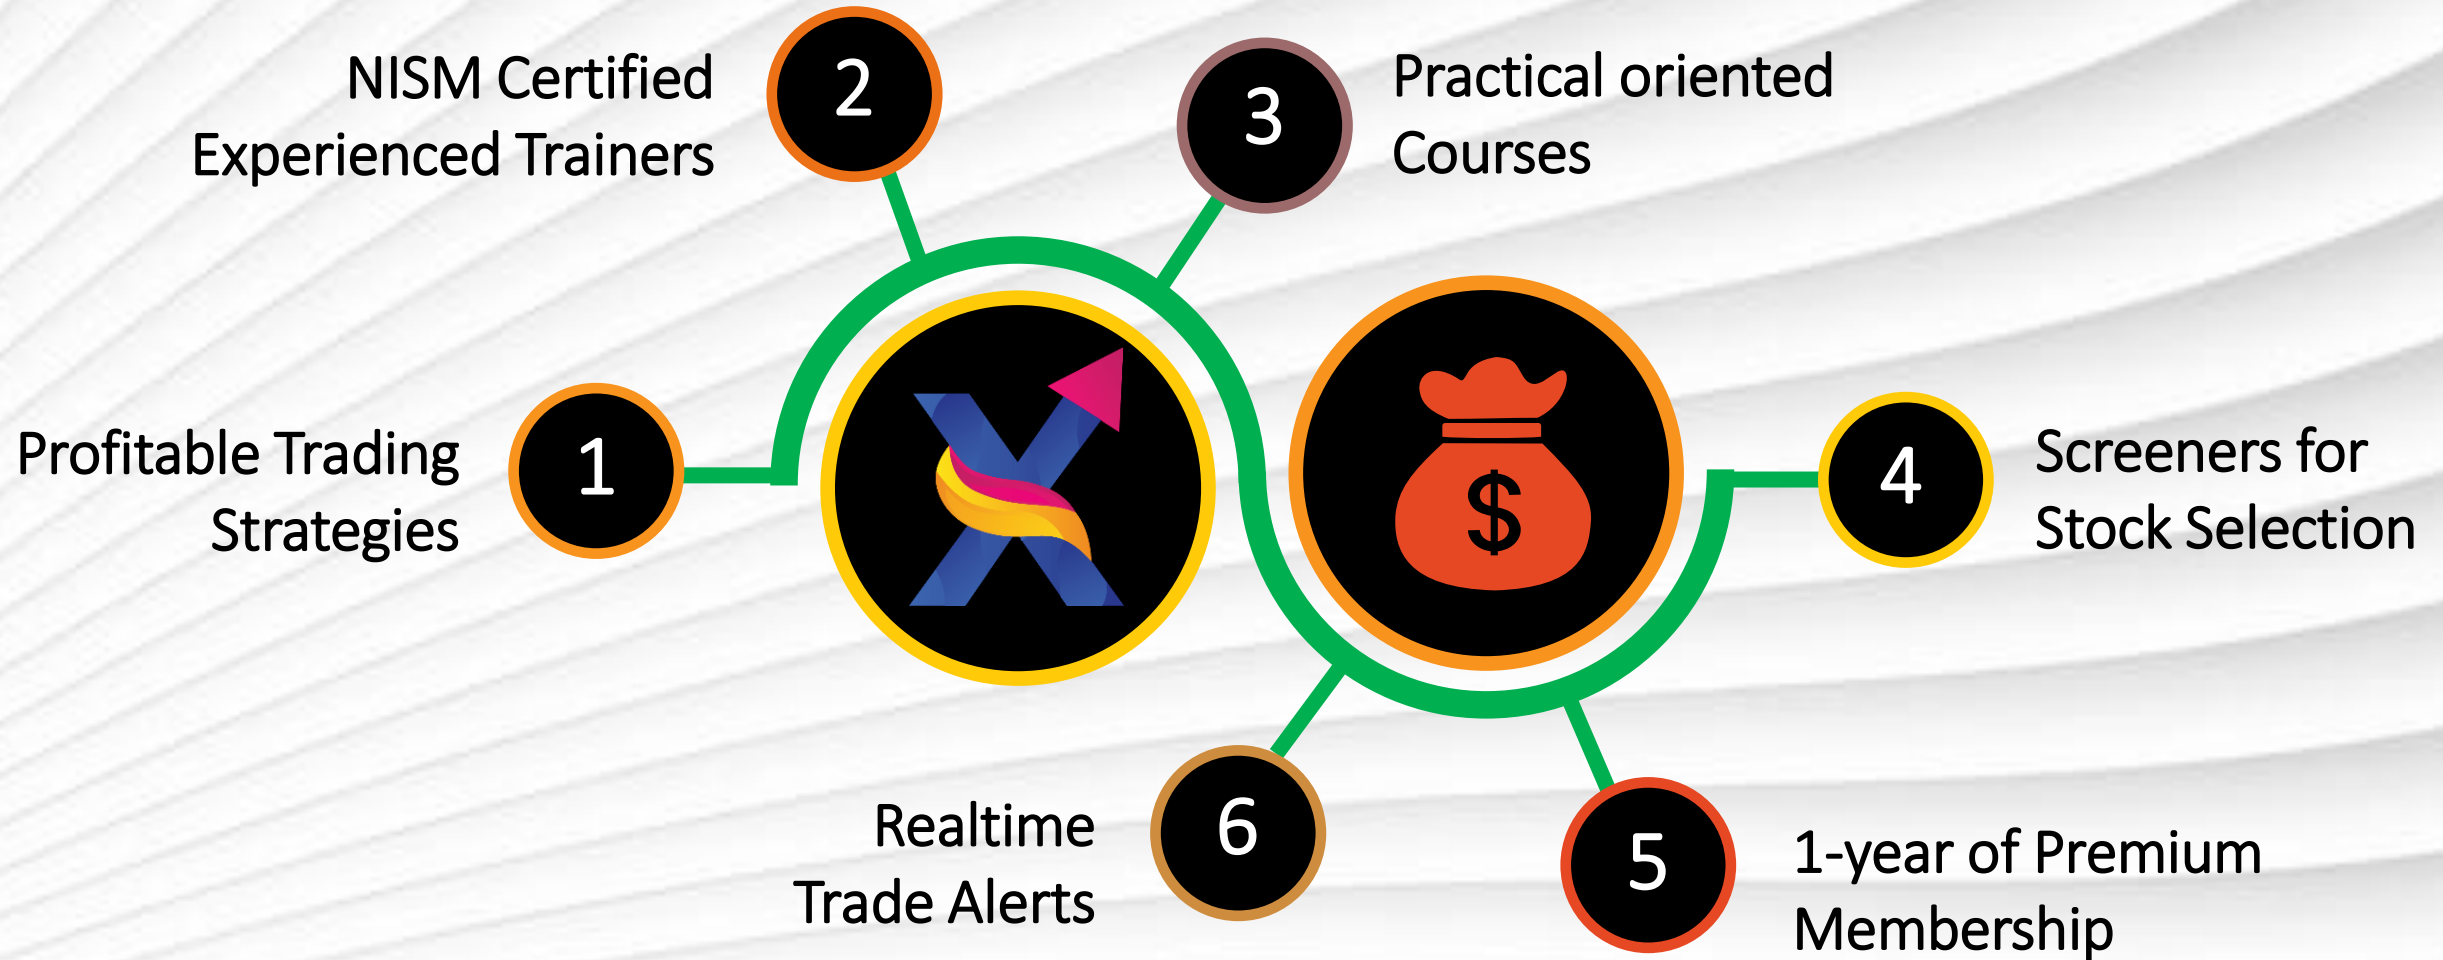 1
Profitable Trading
Strategies
2
NISM Certified
Experienced Trainers
3
Practical oriented
Courses
4
Screeners for
Stock Selection
5
1-year of Premium
Membership
6
Realtime
Trade Alerts
X
$